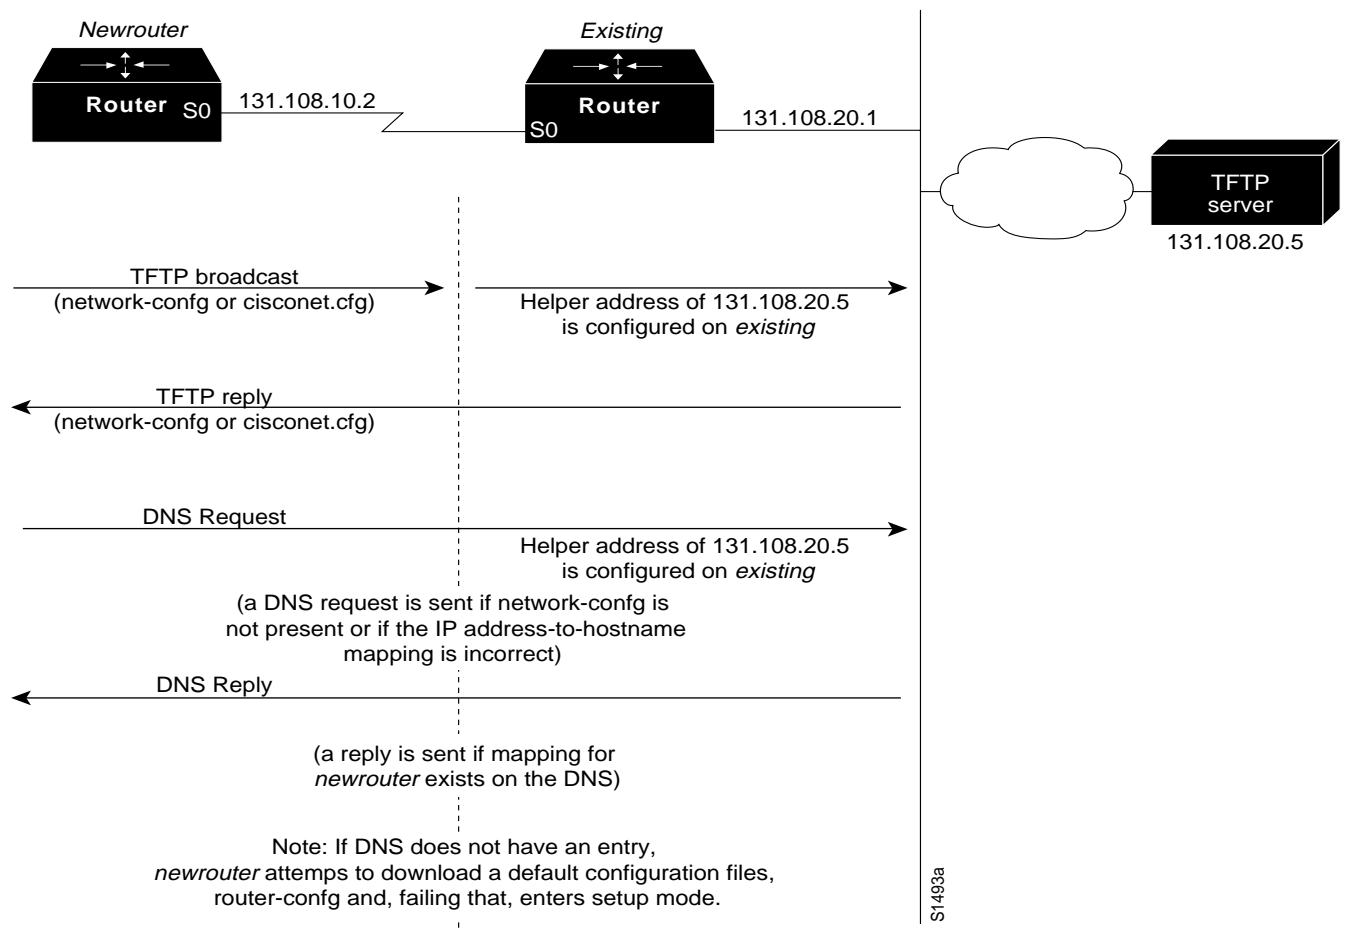 Newrouter
Existing
Router
S0
131.108.10.2
Router
S0
131.108.20.1
TFTP
server
131.108.20.5
TFTP broadcast
(network-confg or cisconet.cfg)
Helper address of 131.108.20.5
is configured on existing
TFTP reply
(network-confg or cisconet.cfg)
DNS Request
Helper address of 131.108.20.5
is configured on existing
(a DNS request is sent if network-confg is
not present or if the IP address-to-hostname
mapping is incorrect)
DNS Reply
(a reply is sent if mapping for
newrouter exists on the DNS)
Note: If DNS does not have an entry,
newrouter attemps to download a default configuration files,
router-confg and, failing that, enters setup mode.
S1493a